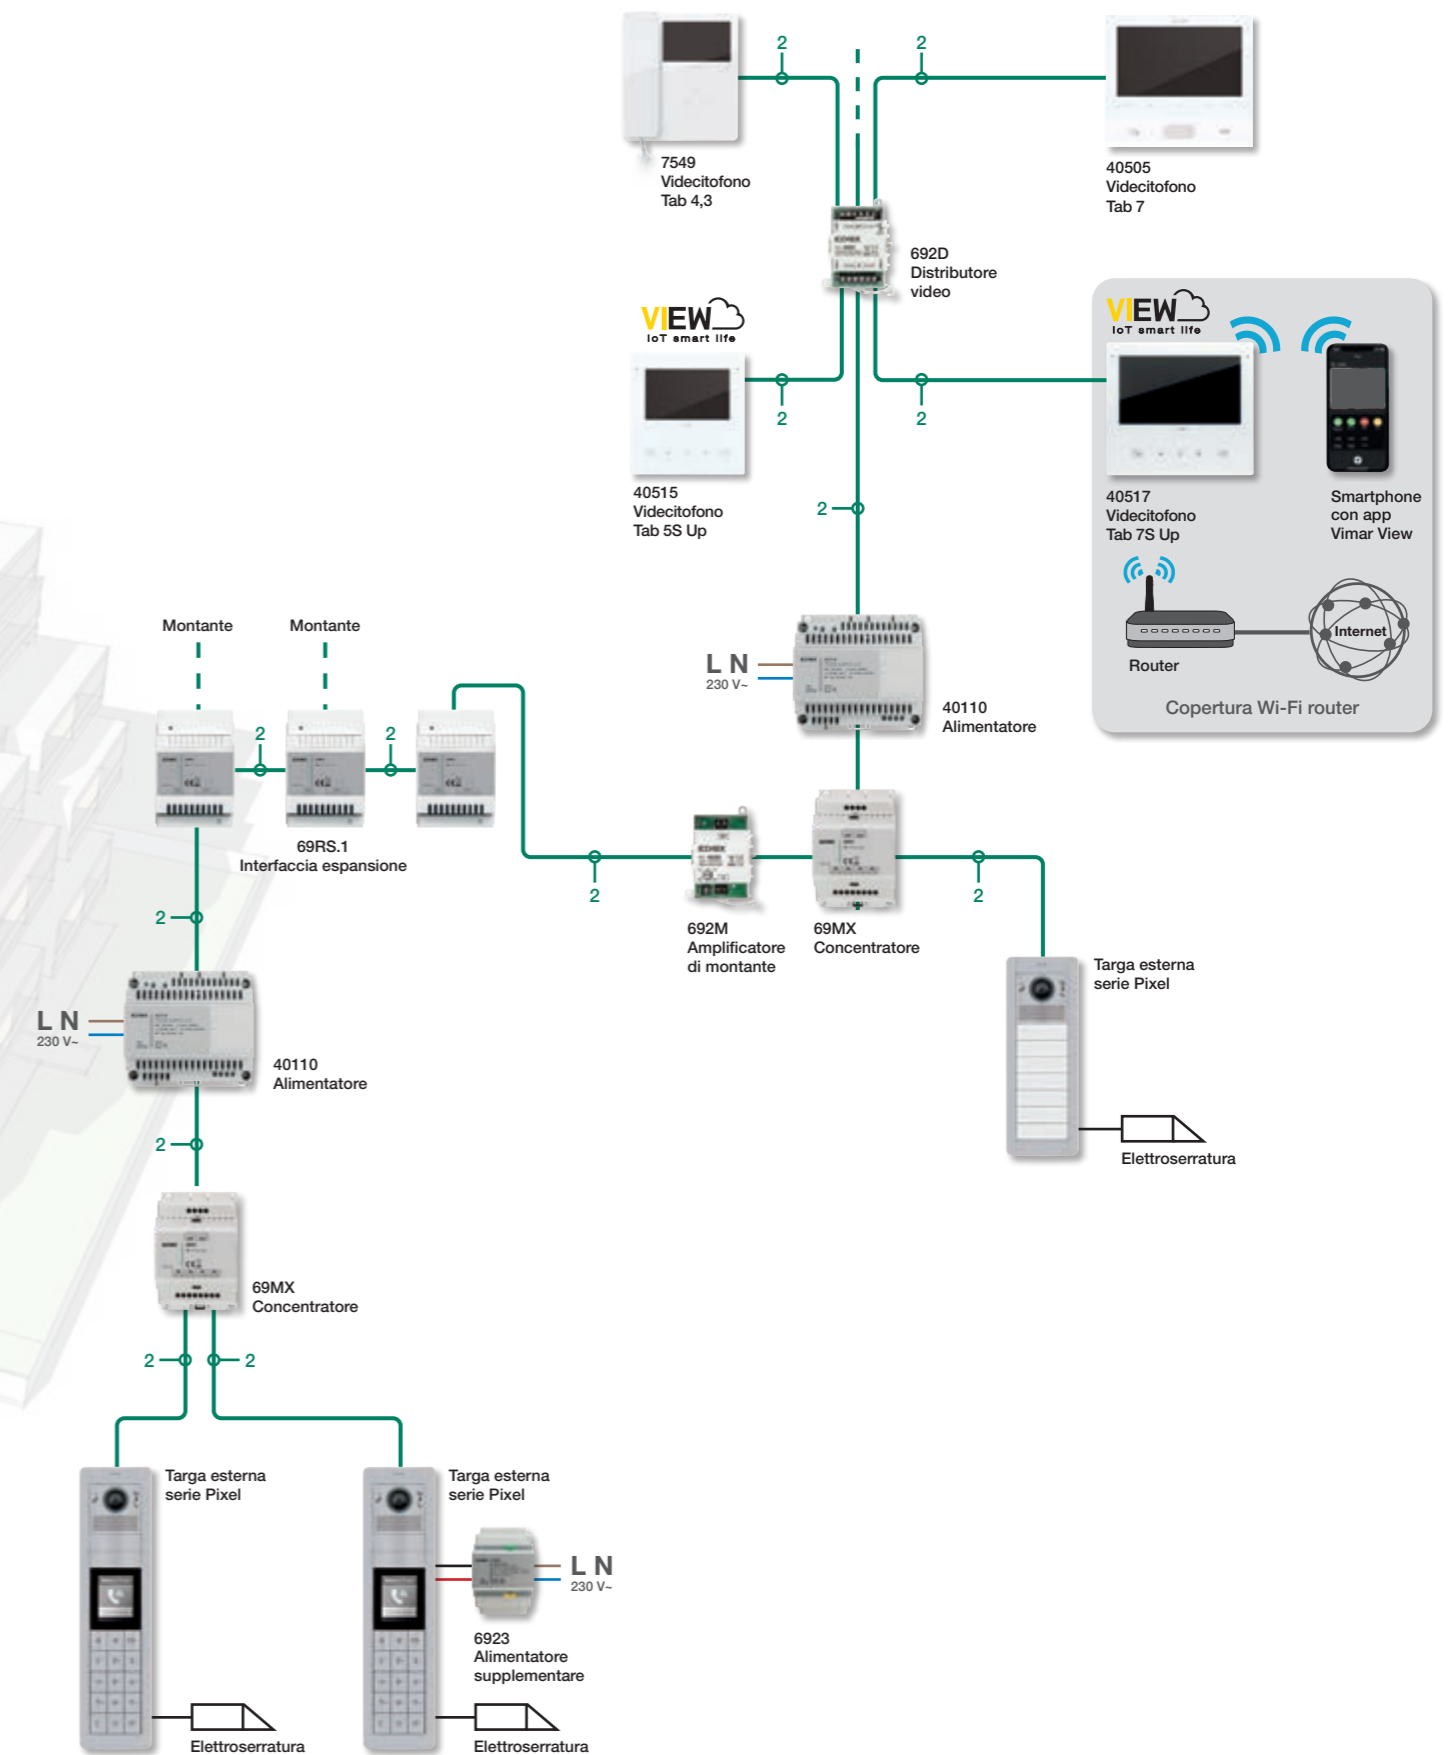 2
2
7549
Videcitofono
Tab 4,3
40505
Videcitofono
Tab 7
692D
Distributore
video
VIEW
IoT smart life
VIEW
IoT smart life
2
2
40515
Videcitofono
Tab 5S Up
40517
Videcitofono
Tab 7S Up
Smartphone
con app
Vimar View
2
Montante
Montante
Internet
Router
L N
230 V~
Copertura Wi-Fi router
40110
Alimentatore
2
2
69RS.1
Interfaccia espansione
2
2
692M
Amplificatore
di montante
69MX
Concentratore
2
Targa esterna
serie Pixel
L N
230 V~
40110
Alimentatore
2
Elettroserratura
69MX
Concentratore
2
2
Targa esterna
serie Pixel
Targa esterna
serie Pixel
L N
230 V~
6923
Alimentatore
supplementare
Elettroserratura
Elettroserratura